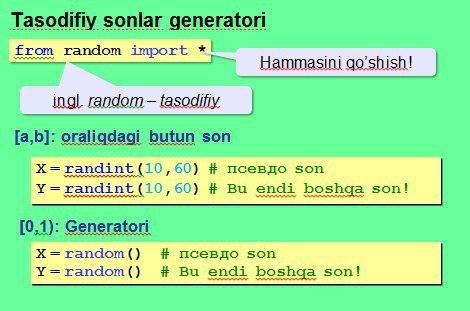 Tasodifiy sonlar generatori
from random import *
Hammasini qo’shish!
ingl. random – tasodifiy
[a,b]: oraliqdagi butun son
X = randint(10,60) # псевдо son
Y = randint(10,60) # Bu endi boshqa son!
[0,1): Generatori
X = random() # псевдо son
Y = random() # Bu endi boshqa son!